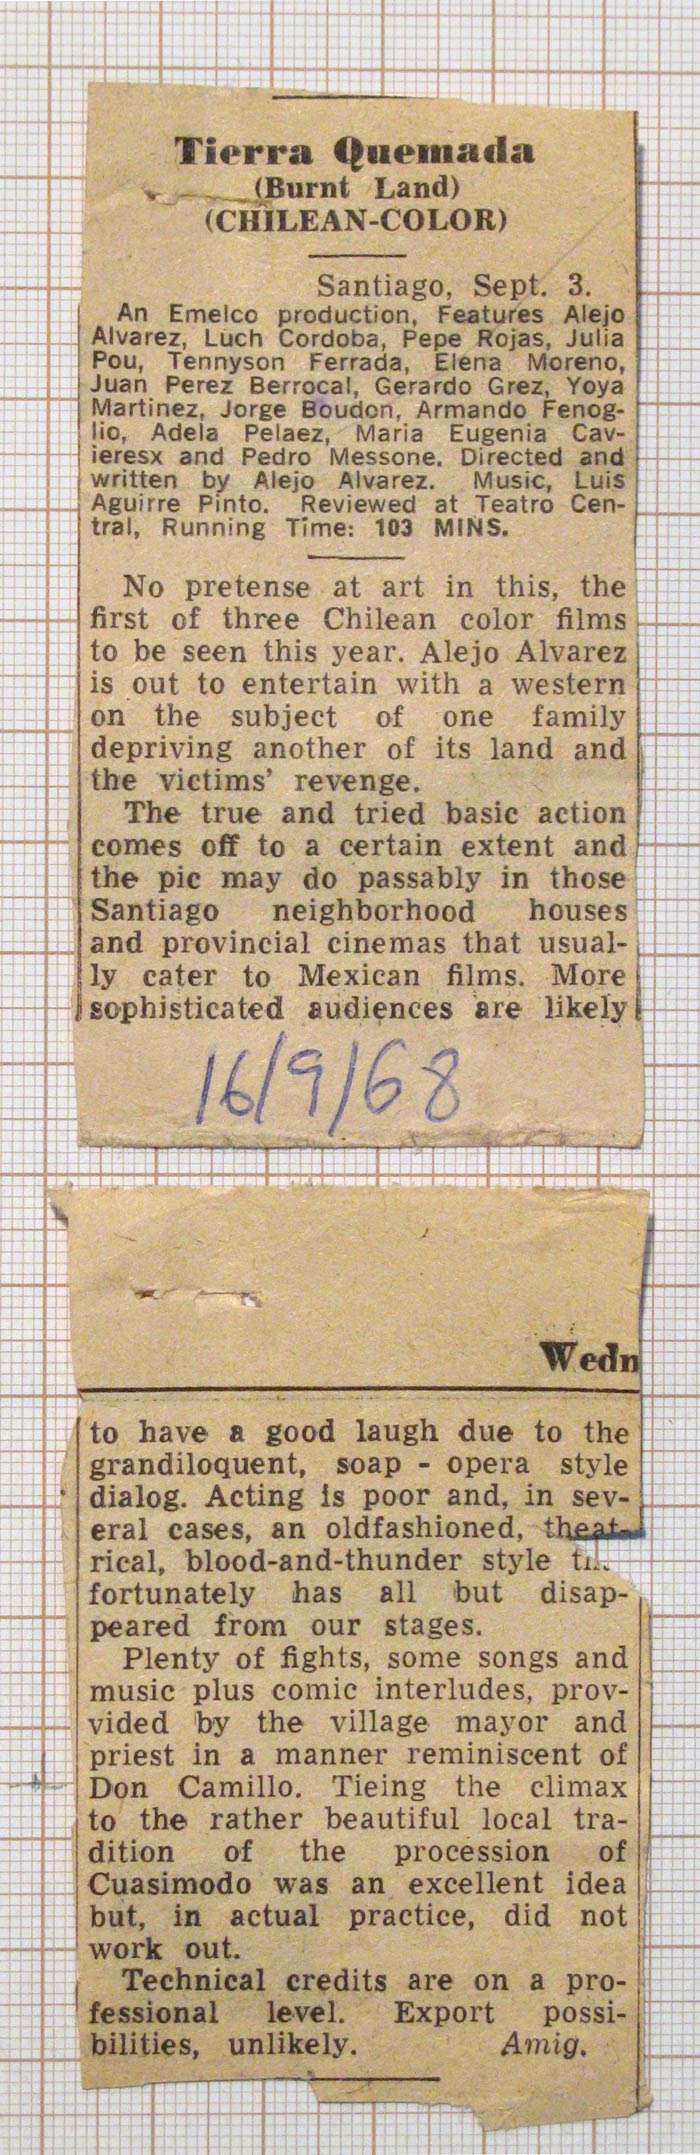 Tierra Quemada
(Burnt Land)
(CHILEAN-COLOR)
Santiago, Sept. 3.
An Emelco production, Features Alejo
Alvarez, Luch Cordoba, Pepe Rojas, Julia
Pou, Tennyson Ferrada, Elena Moreno,
Juan Perez Berrocal, Gerardo Grez, Yoya
Martinez, Jorge Boudon, Armando Fenog-
lio, Adela Pelaez, Maria Eugenia Cav-
ieresx and Pedro Messone. Directed and
written by Alejo Alvarez. Music, Luis
Aguirre Pinto. Reviewed at Teatro Cen-
tral, Running Time: 103 MINS.
No pretense at art in this, the
first of three Chilean color films
to be seen this year. Alejo Alvarez
is out to entertain with a western
on the subject of one family
depriving another of its land and
the victims' revenge.
The true and tried basic action
comes off to a certain extent and
the pic may do passably in those
Santiago neighborhood houses
and provincial cinemas that usual-
ly cater to Mexican films. More
sophisticated audiences are likely
16/9/68
Wedn
to have a good laugh due to the
grandiloquent, soap - opera style
dialog. Acting is poor and, in sev-
eral cases, an oldfashioned, theat-
rical, blood-and-thunder style
fortunately has all but disap-
peared from our stages.
Plenty of fights, some songs and
music plus comic interludes, prov-
vided by the village mayor and
priest in a manner reminiscent of
Don Camillo. Tieing the climax
to the rather beautiful local tra-
dition of the procession of
Cuasimodo was an excellent idea
but, in actual practice, did not
work out.
Technical credits are on a pro-
fessional level. Export possi-
bilities, unlikely. Amig.